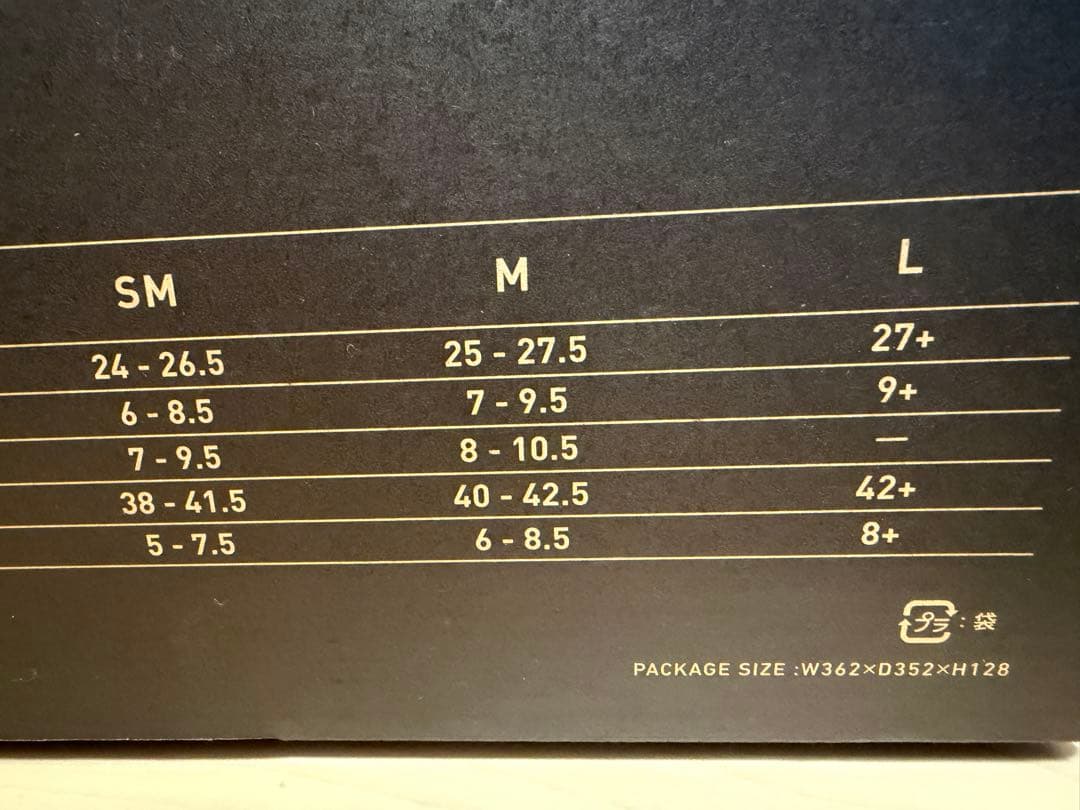 SM M L
24 - 26.5 25 - 27.5 27+
6 - 8.5 7 - 9.5 9+
7 - 9.5 8 - 10.5 —
38 - 41.5 40 - 42.5 42+
5 - 7.5 6 - 8.5 8+
プラ : 袋
PACKAGE SIZE :W362×D352×H128